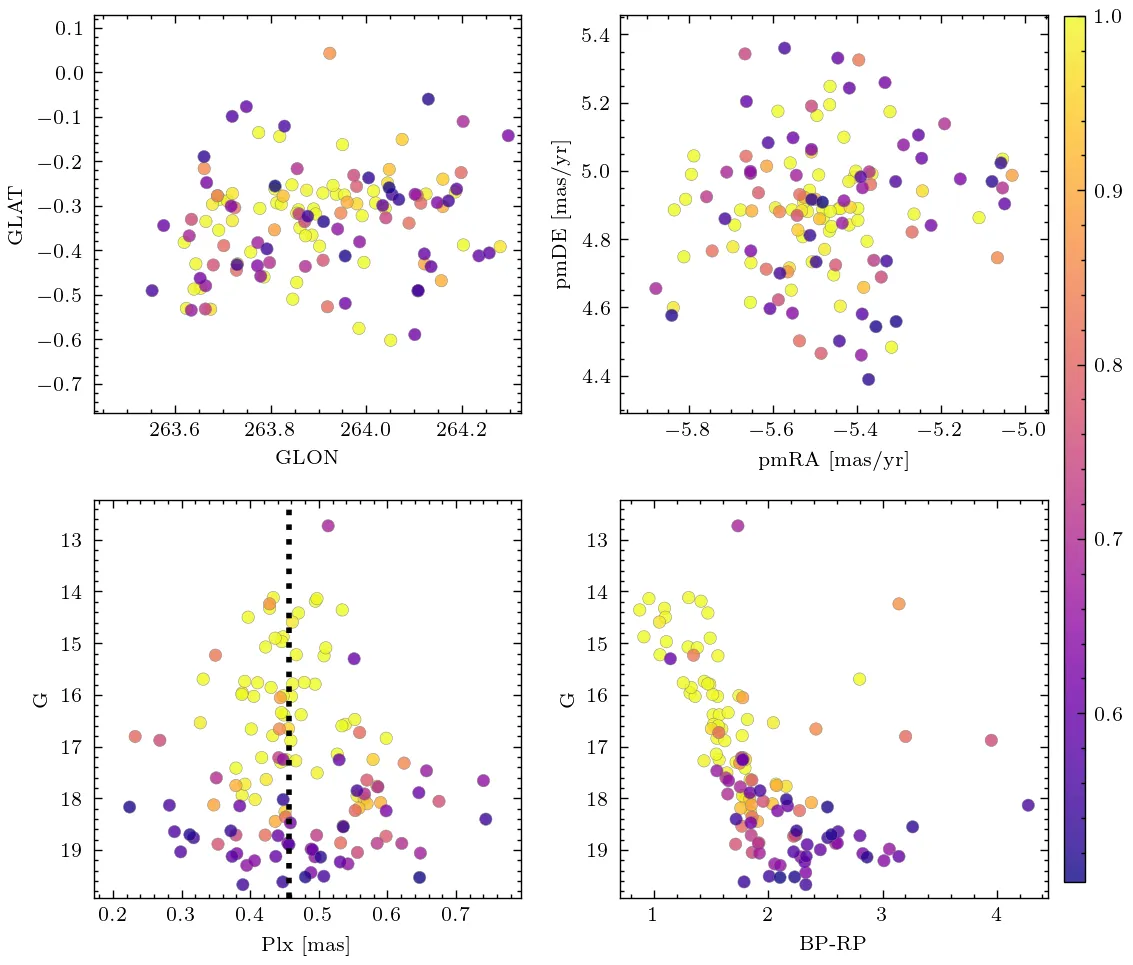 0.1
0.0
−0.1
−0.2
−0.3
−0.4
−0.5
−0.6
−0.7
GLAT
263.6 263.8 264.0 264.2
GLON
5.4
5.2
5.0
4.8
4.6
4.4
pmDE [mas/yr]
−5.8 −5.6 −5.4 −5.2 −5.0
pmRA [mas/yr]
1.0
0.9
0.8
0.7
0.6
13
14
15
16
17
18
19
G
0.2 0.3 0.4 0.5 0.6 0.7
Plx [mas]
13
14
15
16
17
18
19
G
1 2 3 4
BP-RP